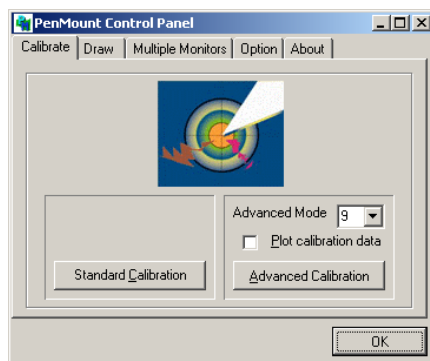 PenMount Control Panel
Calibrate Draw Multiple Monitors Option About
Advanced Mode 9
Plot calibration data
Standard Calibration Advanced Calibration
OK